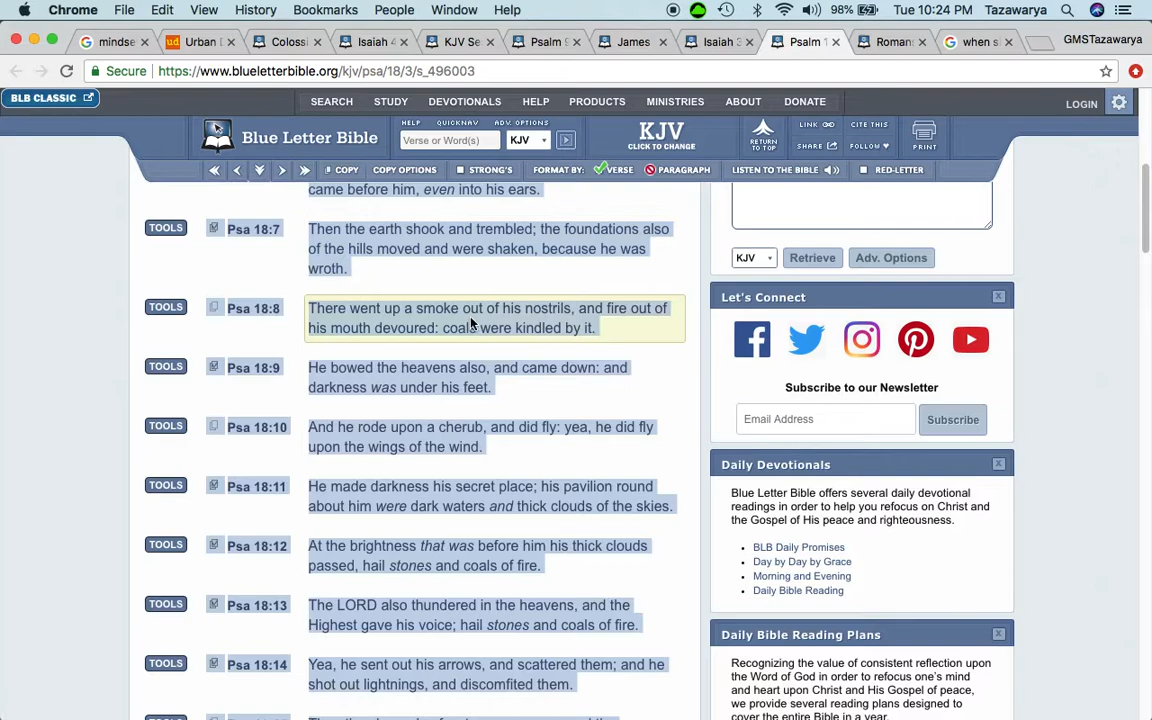 Chrome File Edit View History Bookmarks People Window Help 98% Tue 10:24 PM Tazawarya
mindse Urban D Coloss Isaiah 4 KJV Se Psalm 9 James Isaiah 3 Psalm 1 Romans when s GMSTazawarya
Secure https://www.blueletterbible.org/kjv/psa/18/3/s_496003
BLB CLASSIC
SEARCH STUDY DEVOTIONALS HELP PRODUCTS MINISTRIES ABOUT DONATE LOGIN
HELP QUICKNAV ADV. OPTIONS
Blue Letter Bible Verse or Word(s) KJV
KJV
CLICK TO CHANGE
RETURN
TO TOP
LINK CITE THIS
SHARE FOLLOW
PRINT
COPY COPY OPTIONS STRONG'S FORMAT BY: VERSE PARAGRAPH LISTEN TO THE BIBLE RED-LETTER
came before him, even into his ears.
TOOLS Psa 18:7 Then the earth shook and trembled; the foundations also
of the hills moved and were shaken, because he was
wroth.
TOOLS Psa 18:8 There went up a smoke out of his nostrils, and fire out of
his mouth devoured: coals were kindled by it.
TOOLS Psa 18:9 He bowed the heavens also, and came down: and
darkness was under his feet.
TOOLS Psa 18:10 And he rode upon a cherub, and did fly: yea, he did fly
upon the wings of the wind.
TOOLS Psa 18:11 He made darkness his secret place; his pavilion round
about him were dark waters and thick clouds of the skies.
TOOLS Psa 18:12 At the brightness that was before him his thick clouds
passed, hail stones and coals of fire.
TOOLS Psa 18:13 The LORD also thundered in the heavens, and the
Highest gave his voice; hail stones and coals of fire.
TOOLS Psa 18:14 Yea, he sent out his arrows, and scattered them; and he
shot out lightnings, and discomfited them.
KJV Retrieve Adv. Options
Let's Connect
Subscribe to our Newsletter
Email Address Subscribe
Daily Devotionals
Blue Letter Bible offers several daily devotional
readings in order to help you refocus on Christ and
the Gospel of His peace and righteousness.
BLB Daily Promises
Day by Day by Grace
Morning and Evening
Daily Bible Reading
Daily Bible Reading Plans
Recognizing the value of consistent reflection upon
the Word of God in order to refocus one's mind
and heart upon Christ and His Gospel of peace,
we provide several reading plans designed to
cover the entire Bible in a year.